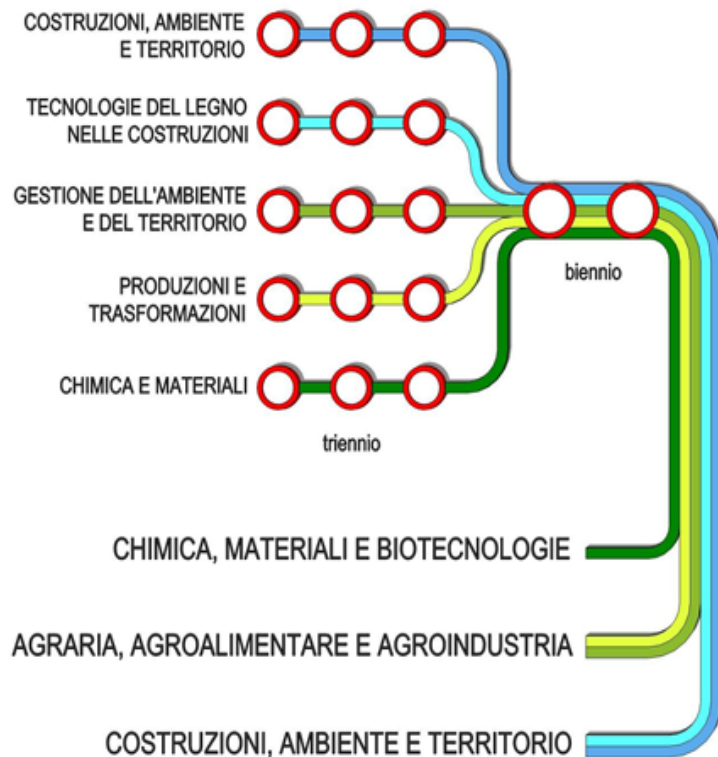 COSTRUZIONI, AMBIENTE
E TERRITORIO
TECNOLOGIE DEL LEGNO
NELLE COSTRUZIONI
GESTIONE DELL'AMBIENTE
E DEL TERRITORIO
biennio
PRODUZIONI E
TRASFORMAZIONI
CHIMICA E MATERIALI
triennio
CHIMICA, MATERIALI E BIOTECNOLOGIE
AGRARIA, AGROALIMENTARE E AGROINDUSTRIA
COSTRUZIONI, AMBIENTE E TERRITORIO